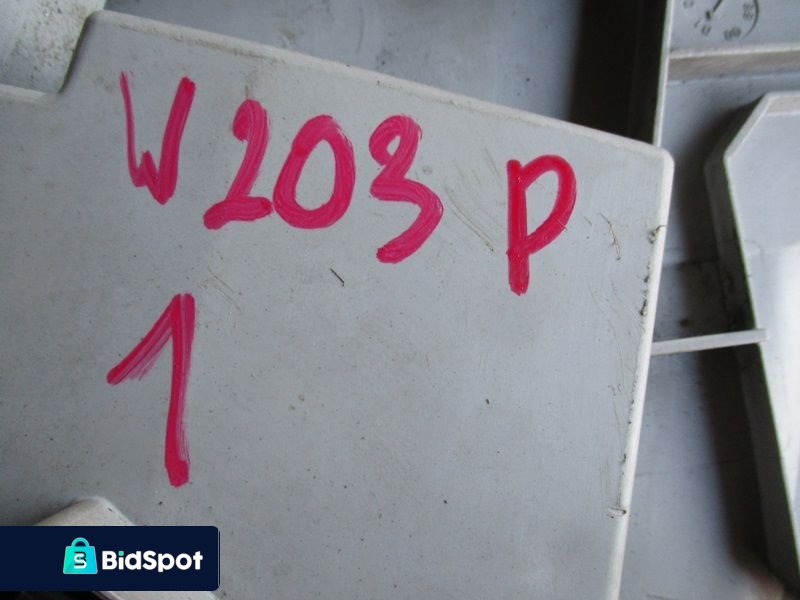 W203 P
1
BidSpot